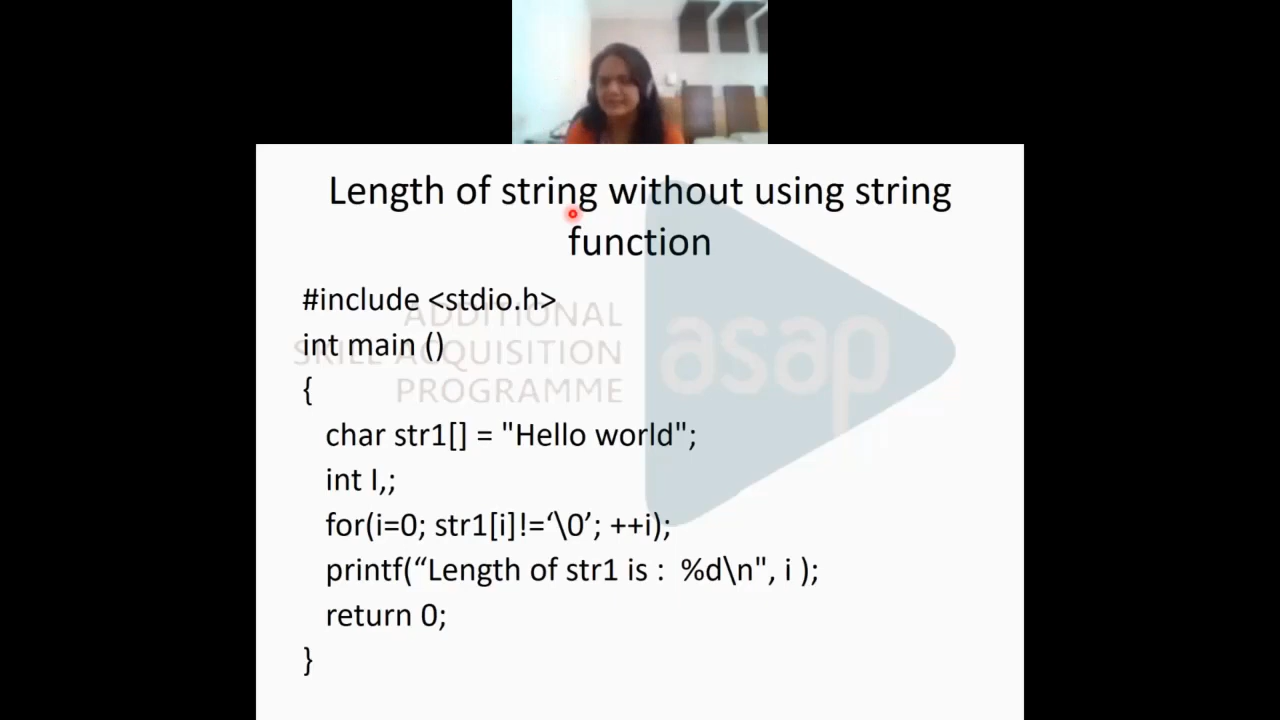 Length of string without using string
function
#include <stdio.h>
int main ()
{
char str1[] = "Hello world";
int I,;
for(i=0; str1[i]!=‘\0’; ++i);
printf(“Length of str1 is :  %d\n", i );
return 0;
}
ADDITIONAL
SKILL ACQUISITION
PROGRAMME
asap